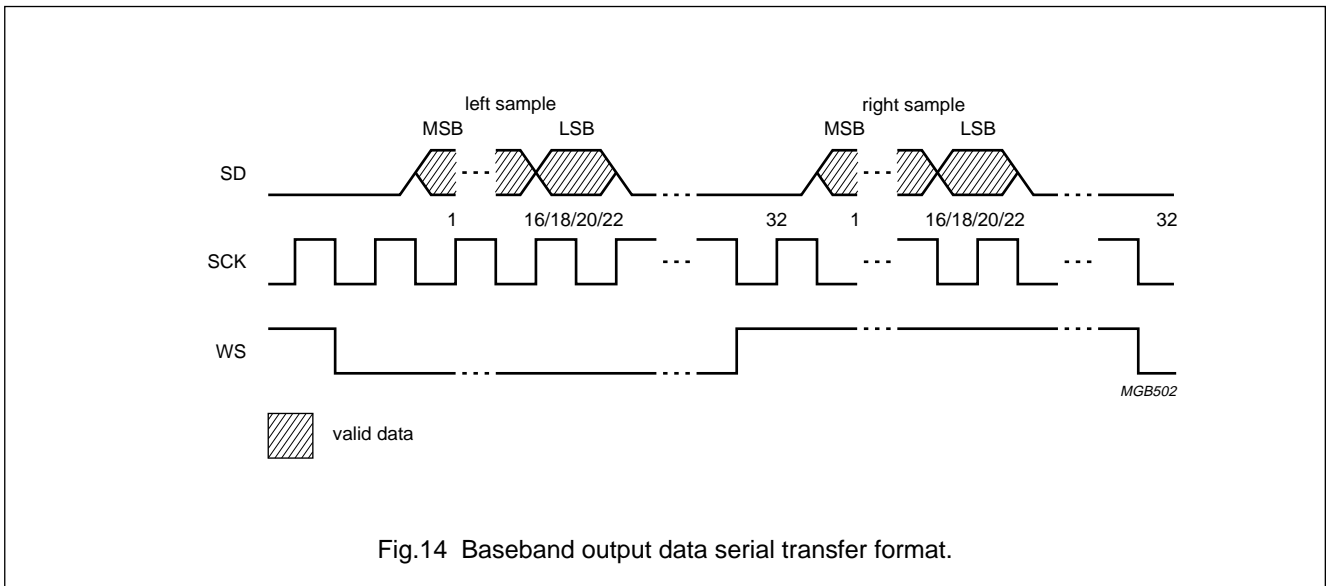 left sample right sample
MSB LSB MSB LSB
SD
1 16/18/20/22 32 1 16/18/20/22 32
SCK
WS
MGB502
valid data
Fig.14 Baseband output data serial transfer format.